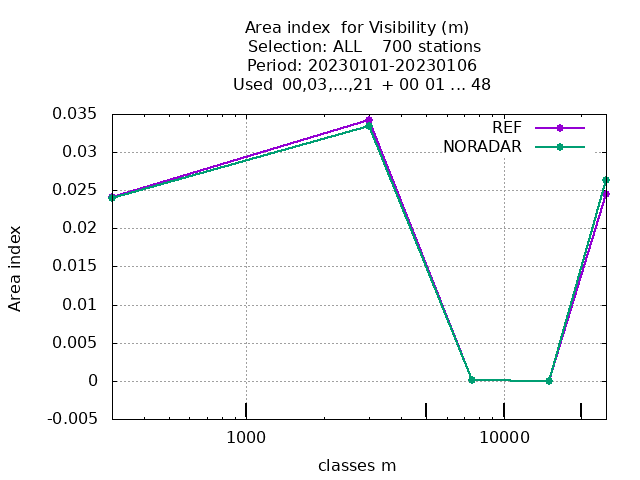 Area index  for Visibility (m)
Selection: ALL    700 stations
Period: 20230101-20230106
Used  00,03,...,21  + 00 01 ... 48
0.035
0.03
0.025
0.02
0.015
0.01
0.005
0
-0.005
Area index
REF
NORADAR
1000
10000
classes m